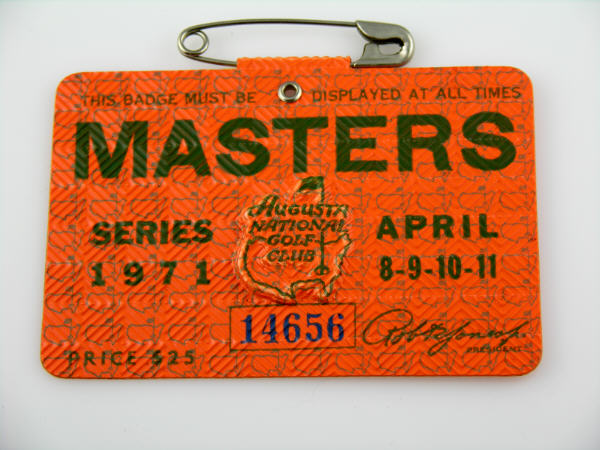 THIS BADGE MUST BE DISPLAYED AT ALL TIMES
MASTERS
SERIES
1971
AUGUSTA
NATIONAL
GOLF
CLUB
APRIL
8-9-10-11
14656
PRICE $25
PRESIDENT